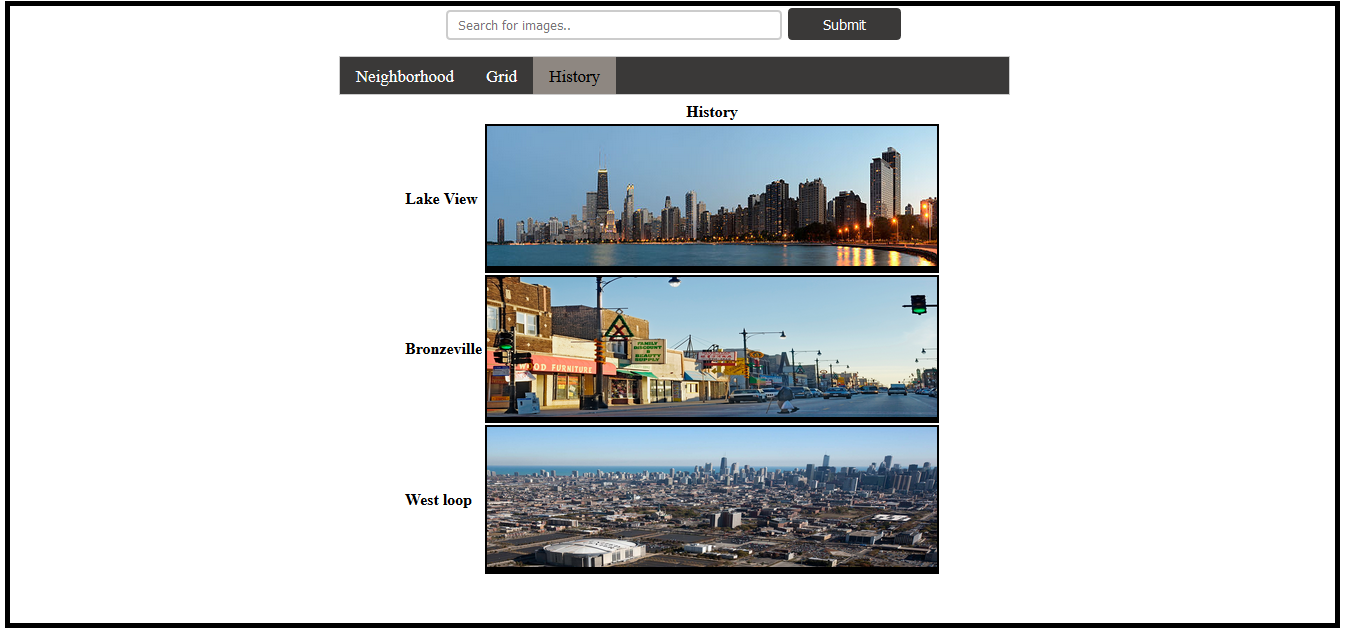 Search for images..
Submit
Neighborhood Grid History
History
Lake View
Bronzeville
FAMILY
DISCOUNT
&
BEAUTY
SUPPLY
WOOD FURNITURE
West loop